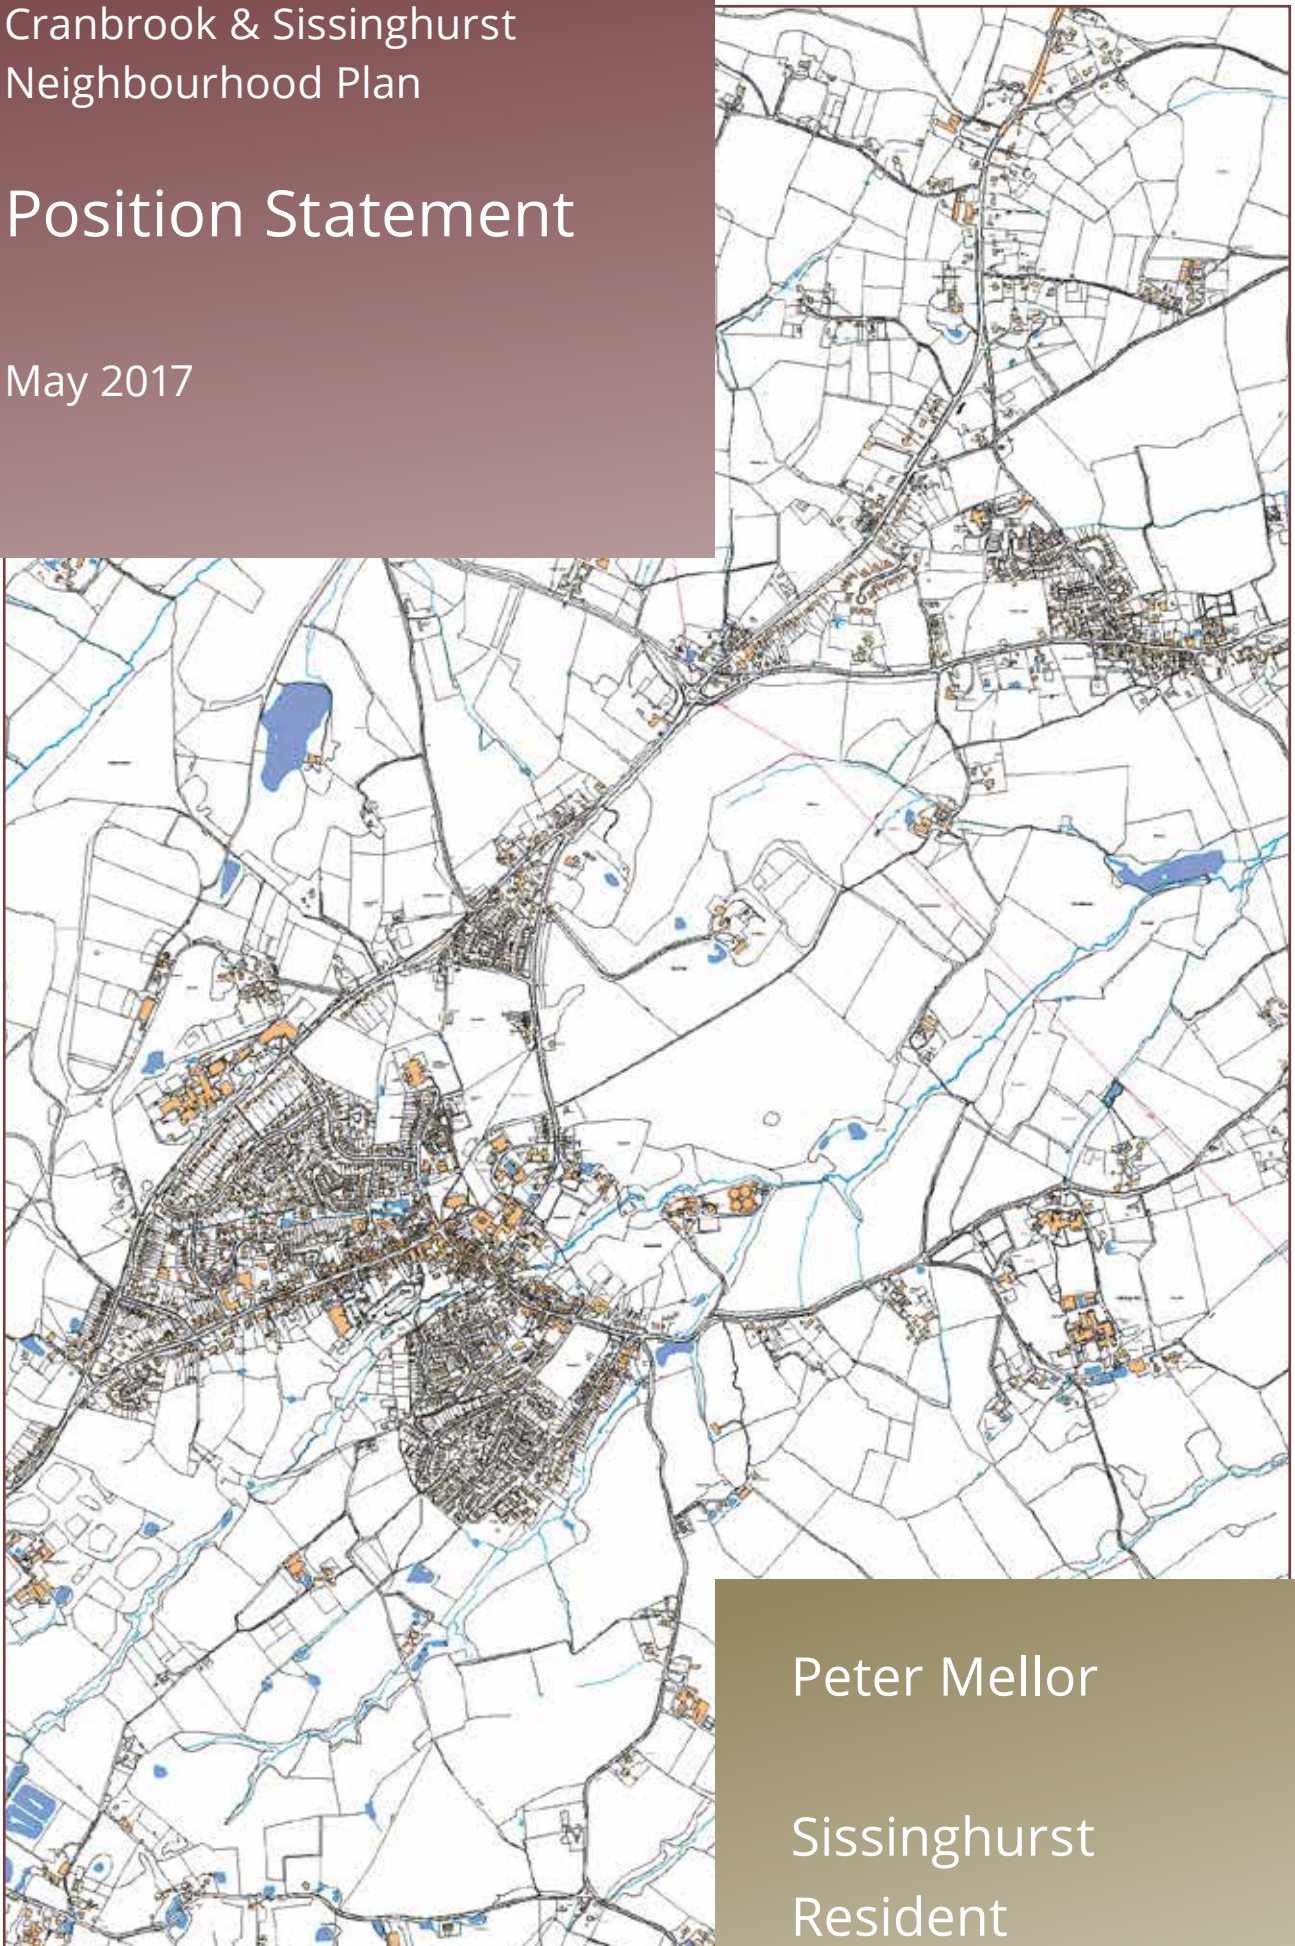 Cranbrook & Sissinghurst
Neighbourhood Plan
Position Statement
May 2017
Peter Mellor
Sissinghurst
Resident